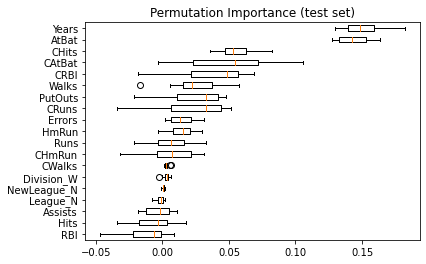 Permutation Importance (test set)
Years
AtBat
CHits
CAtBat
CRBI
Walks
PutOuts
CRuns
Errors
HmRun
Runs
CHmRun
CWalks
Division_W
NewLeague_N
League_N
Assists
Hits
RBI
−0.05 0.00 0.05 0.10 0.15